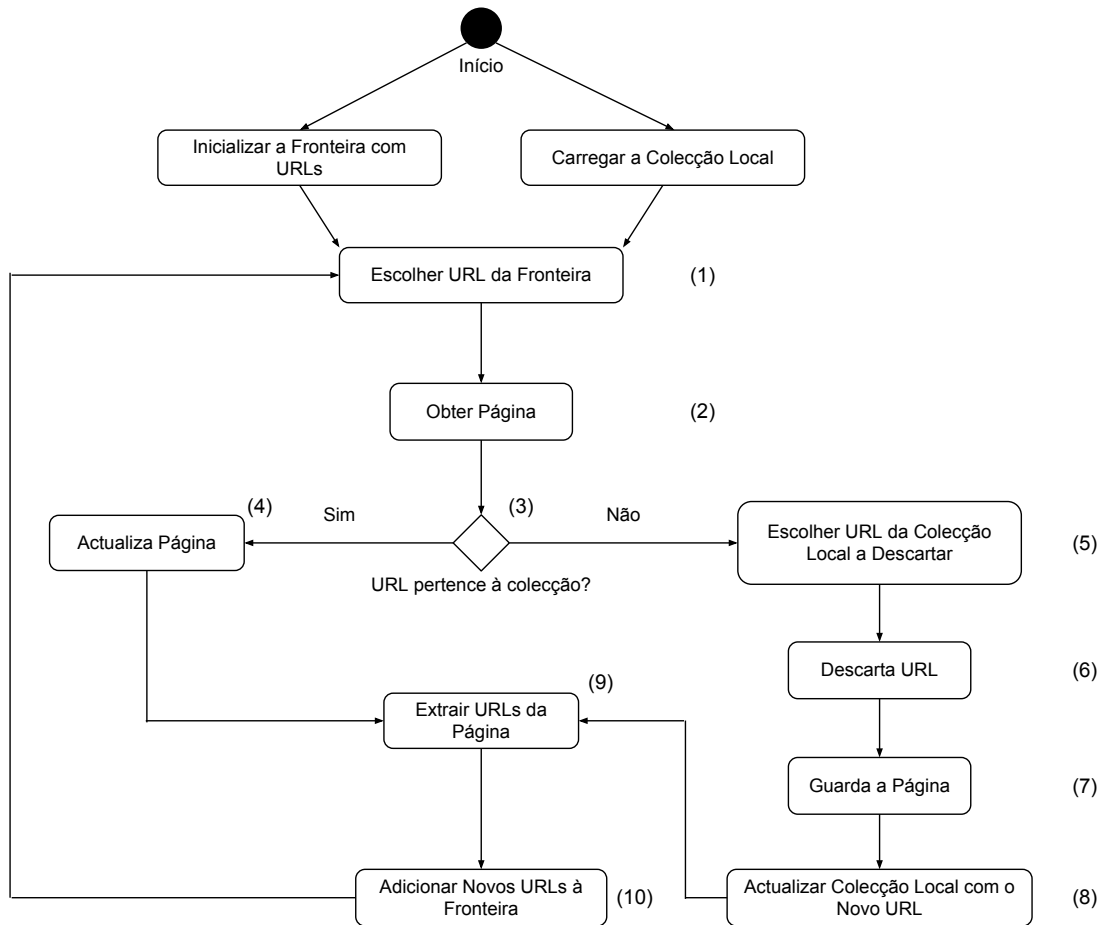 Início
Inicializar a Fronteira com
URLs
Carregar a Colecção Local
Escolher URL da Fronteira
(1)
Obter Página
(2)
(4)
Sim
(3)
Não
Actualiza Página
Escolher URL da Colecção
Local a Descartar
(5)
URL pertence à colecção?
Descarta URL
(6)
(9)
Extrair URLs da
Página
Guarda a Página
(7)
Adicionar Novos URLs à
Fronteira
(10)
Actualizar Colecção Local com o
Novo URL
(8)